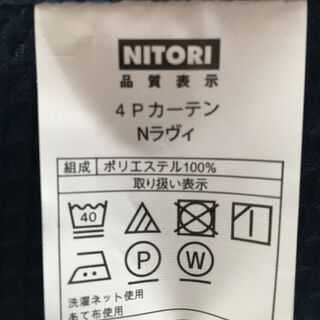 NITORI
品質表示
4Pカーテン
Nラヴィ
組成 ポリエステル100%
取り扱い表示
40
P W
洗濯ネット使用
あて布使用